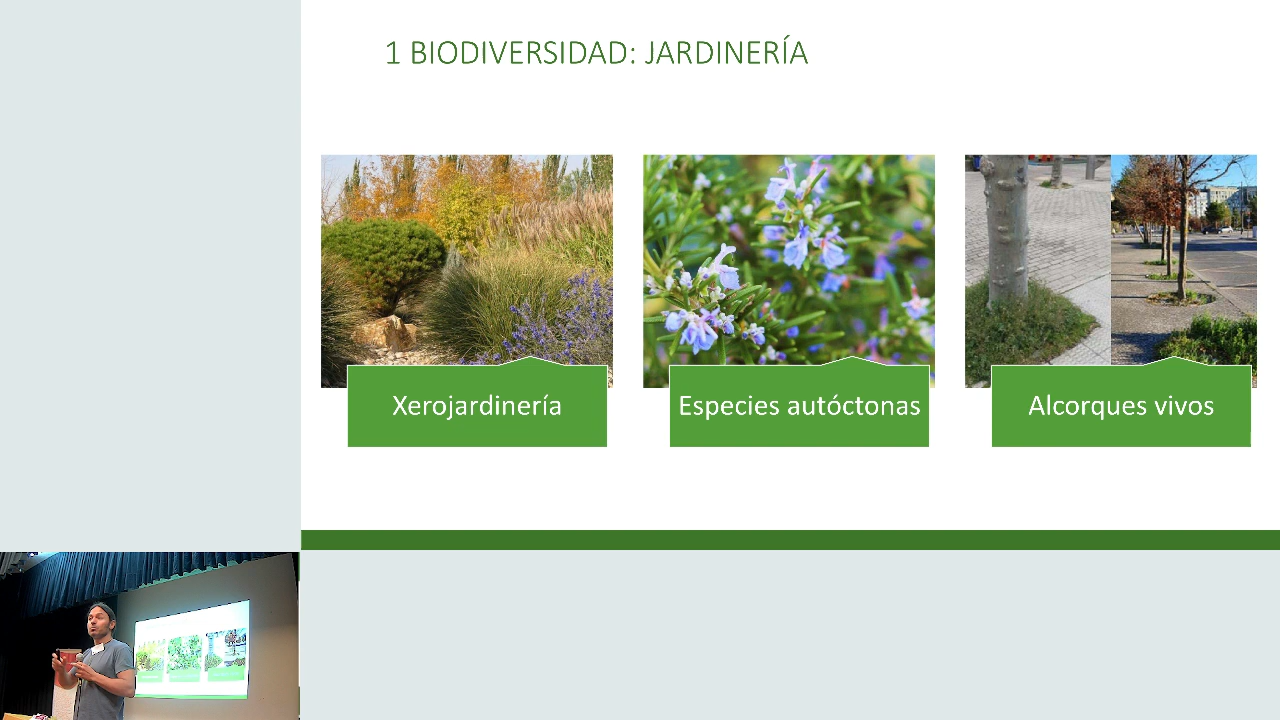 1 BIODIVERSIDAD: JARDINERÍA
Xerojardinería
Especies autóctonas
Alcorques vivos